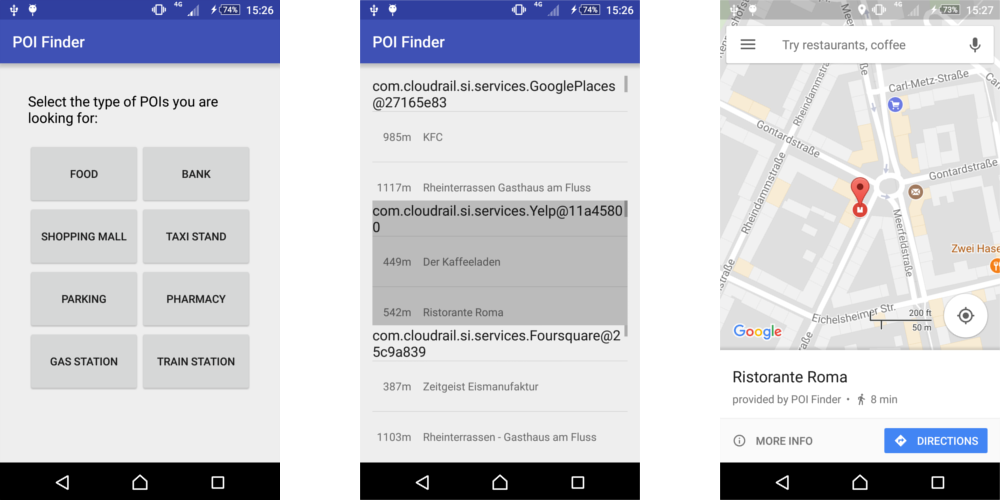 4G 74% 15:26
POI Finder
Select the type of POIs you are
looking for:
FOOD BANK
SHOPPING MALL TAXI STAND
PARKING PHARMACY
GAS STATION TRAIN STATION
4G 74% 15:26
POI Finder
com.cloudrail.si.services.GooglePlaces
@27165e83
985m KFC
1117m Rheinterrassen Gasthaus am Fluss
com.cloudrail.si.services.Yelp@11a4580
0
449m Der Kaffeeladen
542m Ristorante Roma
com.cloudrail.si.services.Foursquare@2
5c9a839
387m Zeitgeist Eismanufaktur
1103m Rheinterrassen - Gasthaus am Fluss
4G 73% 15:27
Try restaurants, coffee
Carl-Metz-Straße
Rheindammstraße
Gontardstraße
Gontardstraße
Rheindammstraße
Meerfeldstraße
Zwei Hase
Eichelsheimer Str.
200 ft
50 m
Google
Ristorante Roma
provided by POI Finder • 8 min
MORE INFO DIRECTIONS